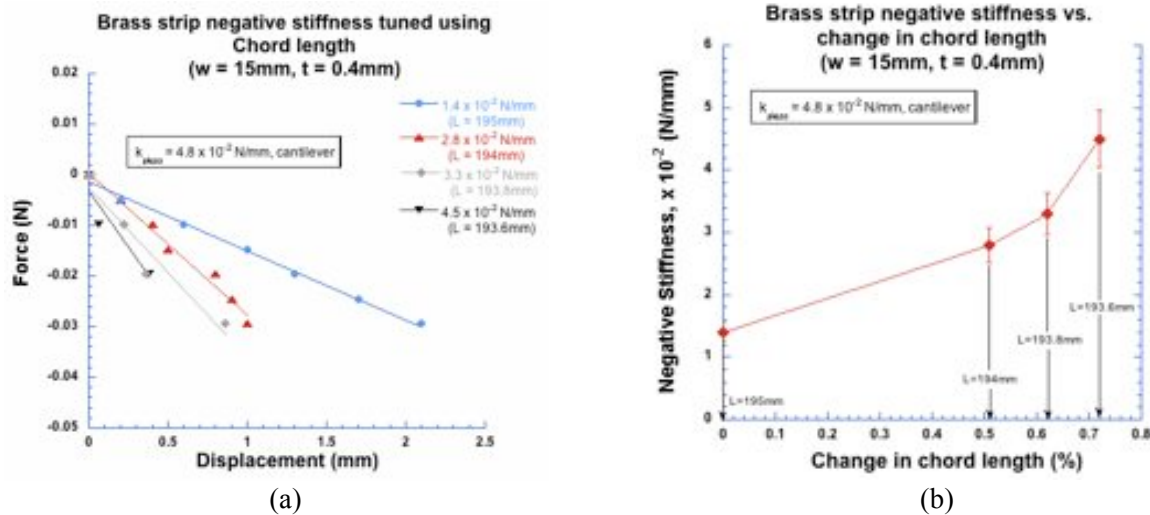 Brass strip negative stiffness tuned using
Chord length
(w = 15mm, t = 0.4mm)
0.02
0.01
0
-0.01
-0.02
-0.03
-0.04
-0.05
Force (N)
k = 4.8 x 10⁻² N/mm, cantilever
1.4 x 10⁻² N/mm
(L = 195mm)
2.8 x 10⁻² N/mm
(L = 194mm)
3.3 x 10⁻² N/mm
(L = 193.8mm)
4.5 x 10⁻² N/mm
(L = 193.6mm)
0 0.5 1 1.5 2 2.5
Displacement (mm)
(a)
Brass strip negative stiffness vs.
change in chord length
(w = 15mm, t = 0.4mm)
6
5
4
3
2
1
0
Negative Stiffness, x 10⁻² (N/mm)
k = 4.8 x 10⁻² N/mm, cantilever
L=193.6mm
L=193.8mm
L=194mm
L=195mm
0 0.1 0.2 0.3 0.4 0.5 0.6 0.7 0.8
Change in chord length (%)
(b)